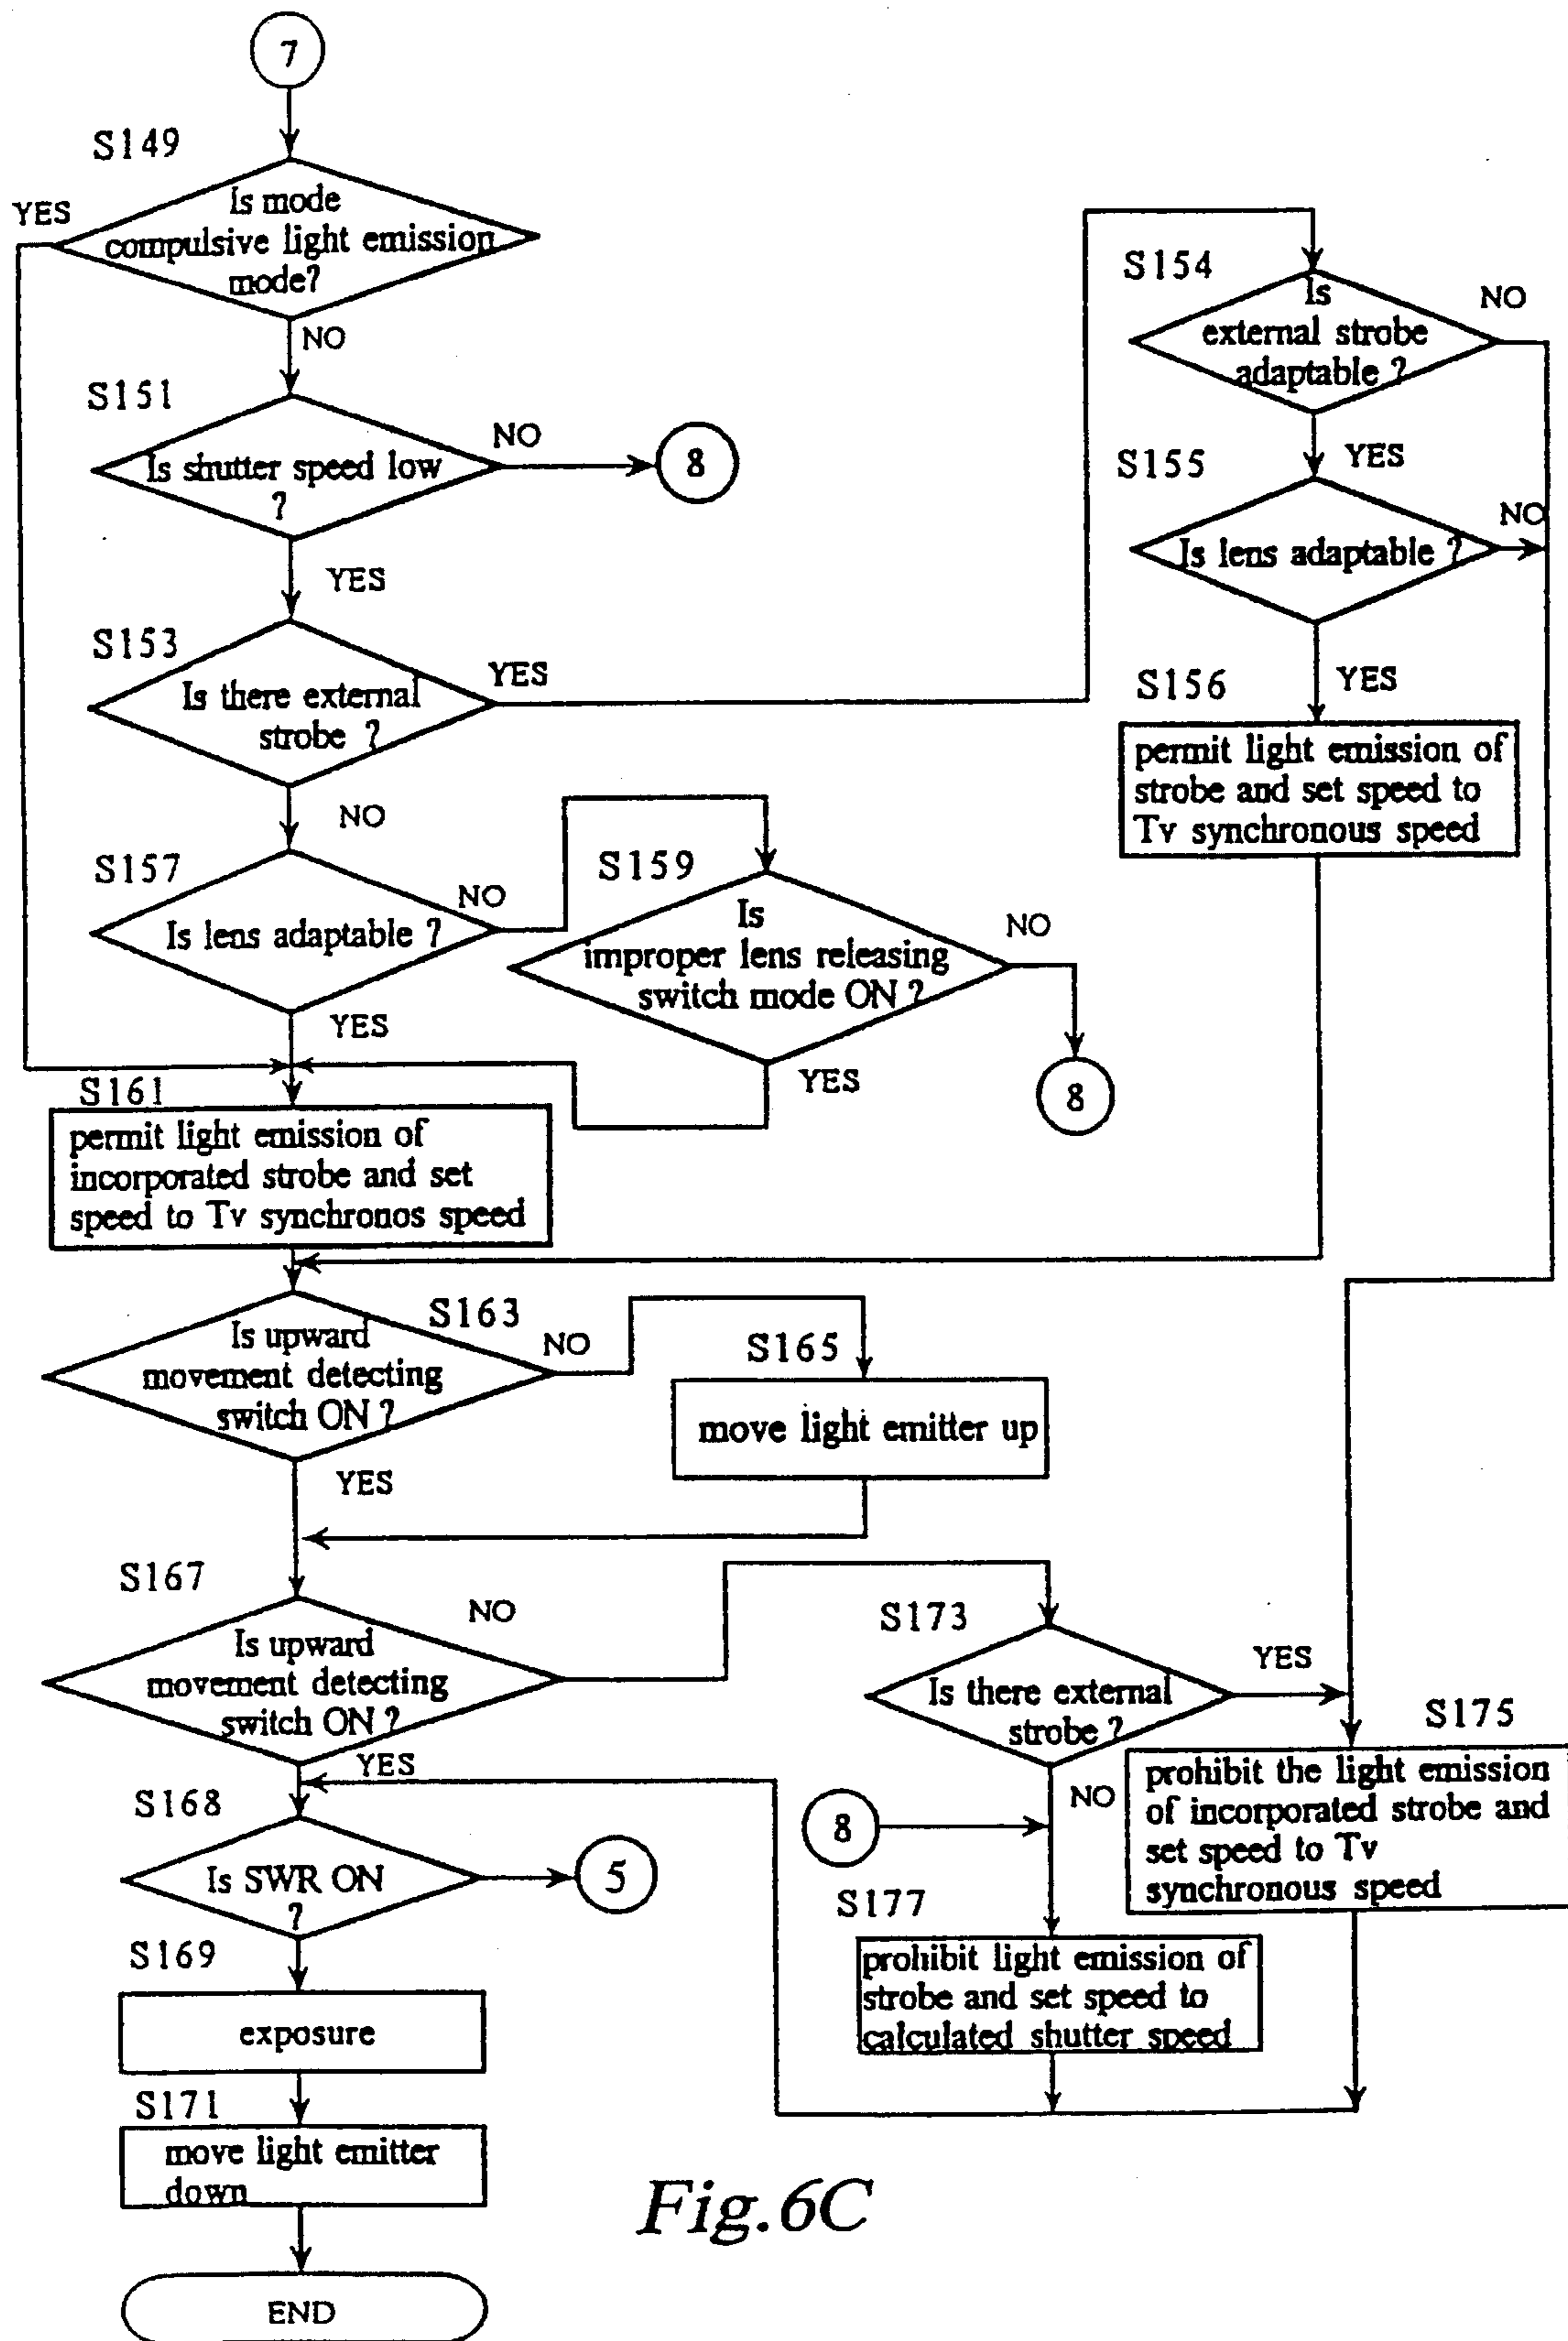 7
S149
YES
Is mode
compulsive light emission
mode?
NO
S151
Is shutter speed low
?
NO
8
YES
S153
Is there external
strobe ?
YES
NO
S154
Is
external strobe
adaptable ?
NO
YES
S155
Is lens adaptable ?
NO
YES
S156
permit light emission of
strobe and set speed to
Tv synchronous speed
S157
Is lens adaptable ?
NO
YES
S159
Is
improper lens releasing
switch mode ON ?
NO
8
YES
S161
permit light emission of
incorporated strobe and set
speed to Tv synchronos speed
S163
Is upward
movement detecting
switch ON ?
NO
YES
S165
move light emitter up
S167
Is upward
movement detecting
switch ON ?
NO
YES
S173
Is there external
strobe ?
YES
NO
8
S175
prohibit the light emission
of incorporated strobe and
set speed to Tv
synchronous speed
S177
prohibit light emission of
strobe and set speed to
calculated shutter speed
S168
Is SWR ON
?
5
S169
exposure
S171
move light emitter
down
END
Fig.6C